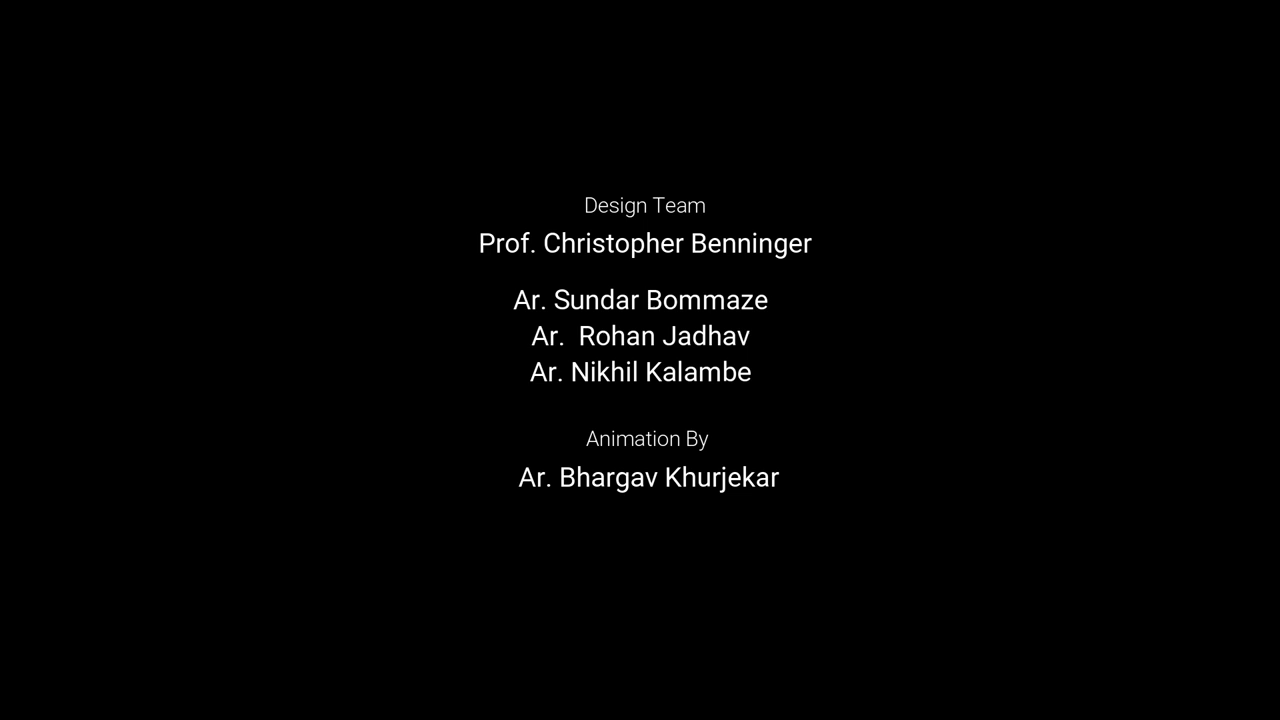 Design Team
Prof. Christopher Benninger
Ar. Sundar Bommaze
Ar.  Rohan Jadhav
Ar. Nikhil Kalambe
Animation By
Ar. Bhargav Khurjekar